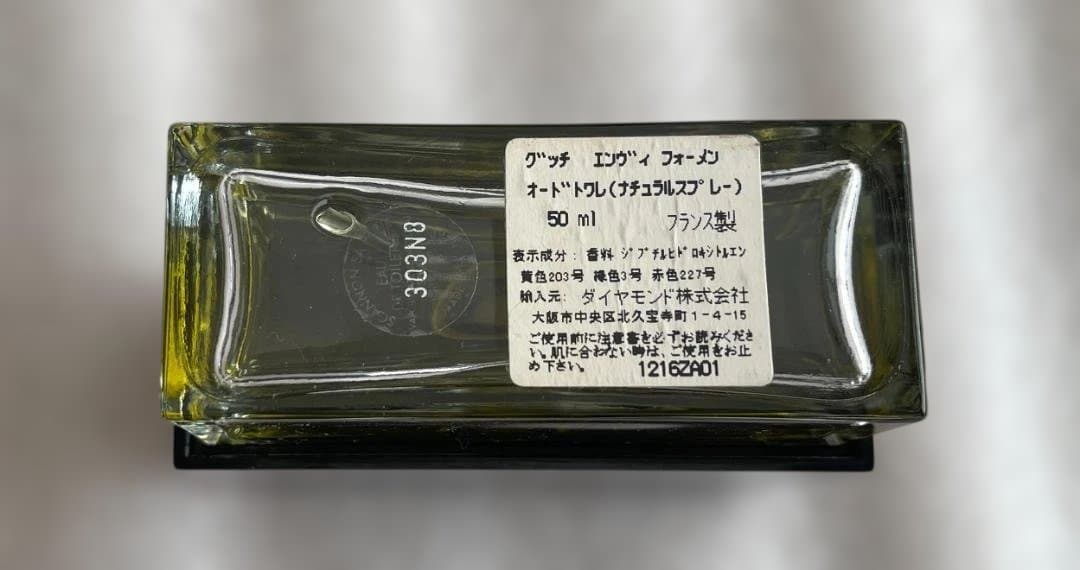 グッチ エンヴィ フォーメン
オードトワレ(ナチュラルスプレー)
50 ml フランス製
表示成分: 香料 ジブチルヒドロキシトルエン
黄色203号 緑色3号 赤色227号
輸入元: ダイヤモンド株式会社
大阪市中央区北久宝寺町1-4-15
ご使用前に注意書を必ずお読みくださ
い。肌に合わない時は、ご使用をお止
め下さい。 1216ZA01
303N8
EAU
DE TOILETTE